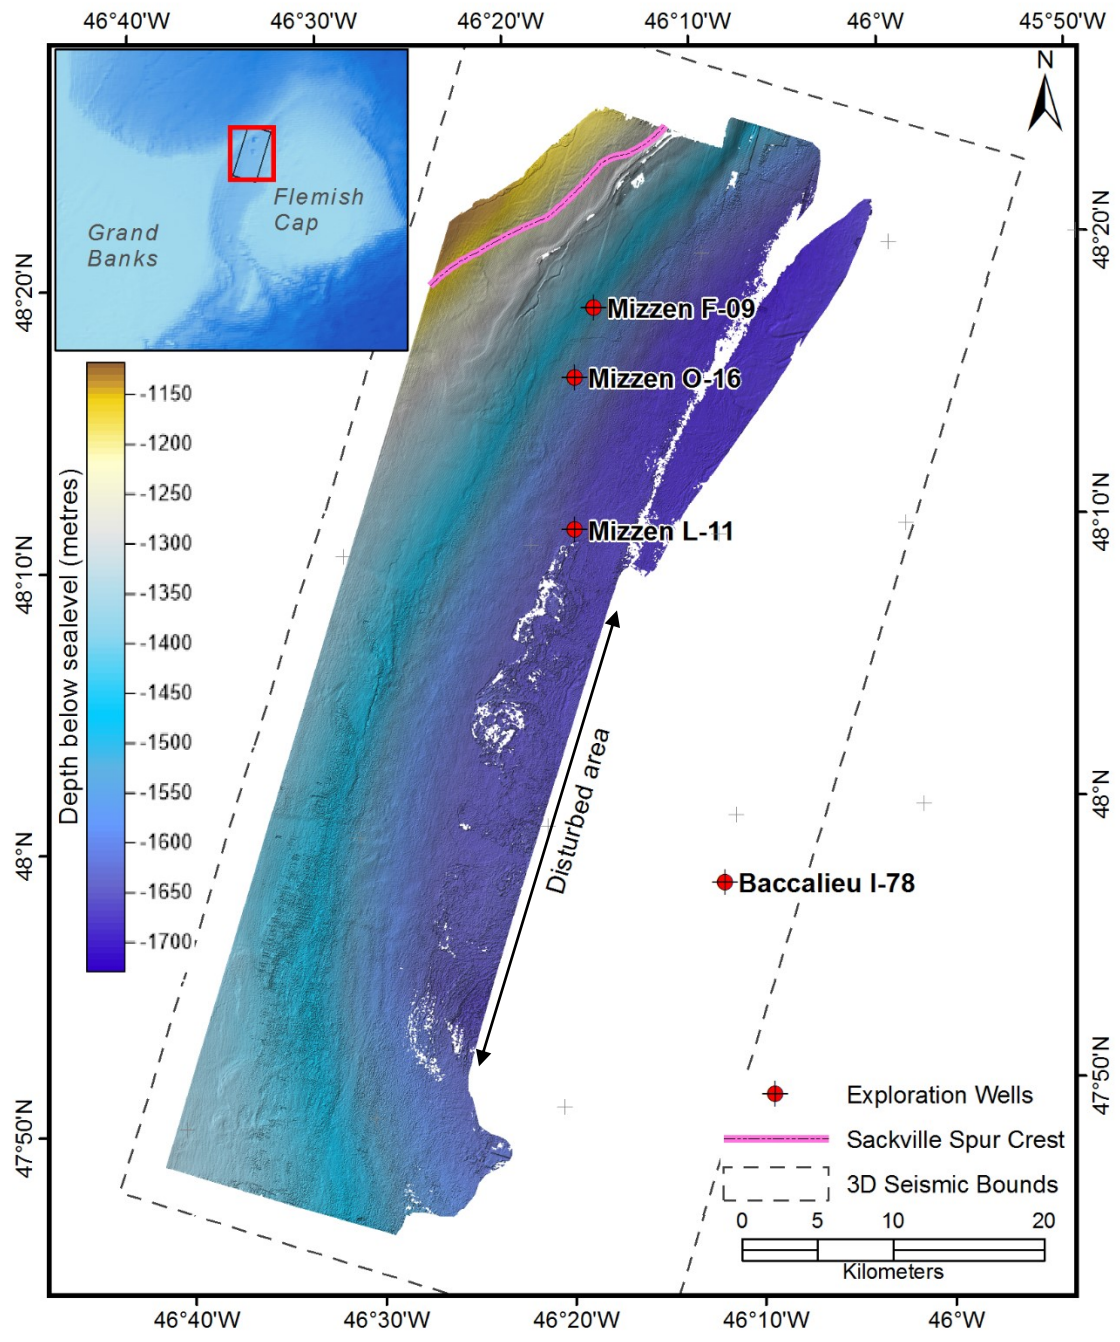 46°40'W
46°30'W
46°20'W
46°10'W
46°W
45°50'W
N
Grand
Banks
Flemish
Cap
48°20'N
48°10'N
48°N
47°50'N
48°20'N
48°10'N
48°N
47°50'N
Depth below sealevel (metres)
-1150
-1200
-1250
-1300
-1350
-1400
-1450
-1500
-1550
-1600
-1650
-1700
Mizzen F-09
Mizzen O-16
Mizzen L-11
Disturbed area
Baccalieu I-78
Exploration Wells
Sackville Spur Crest
3D Seismic Bounds
0 5 10 20
Kilometers
46°40'W
46°30'W
46°20'W
46°10'W
46°W